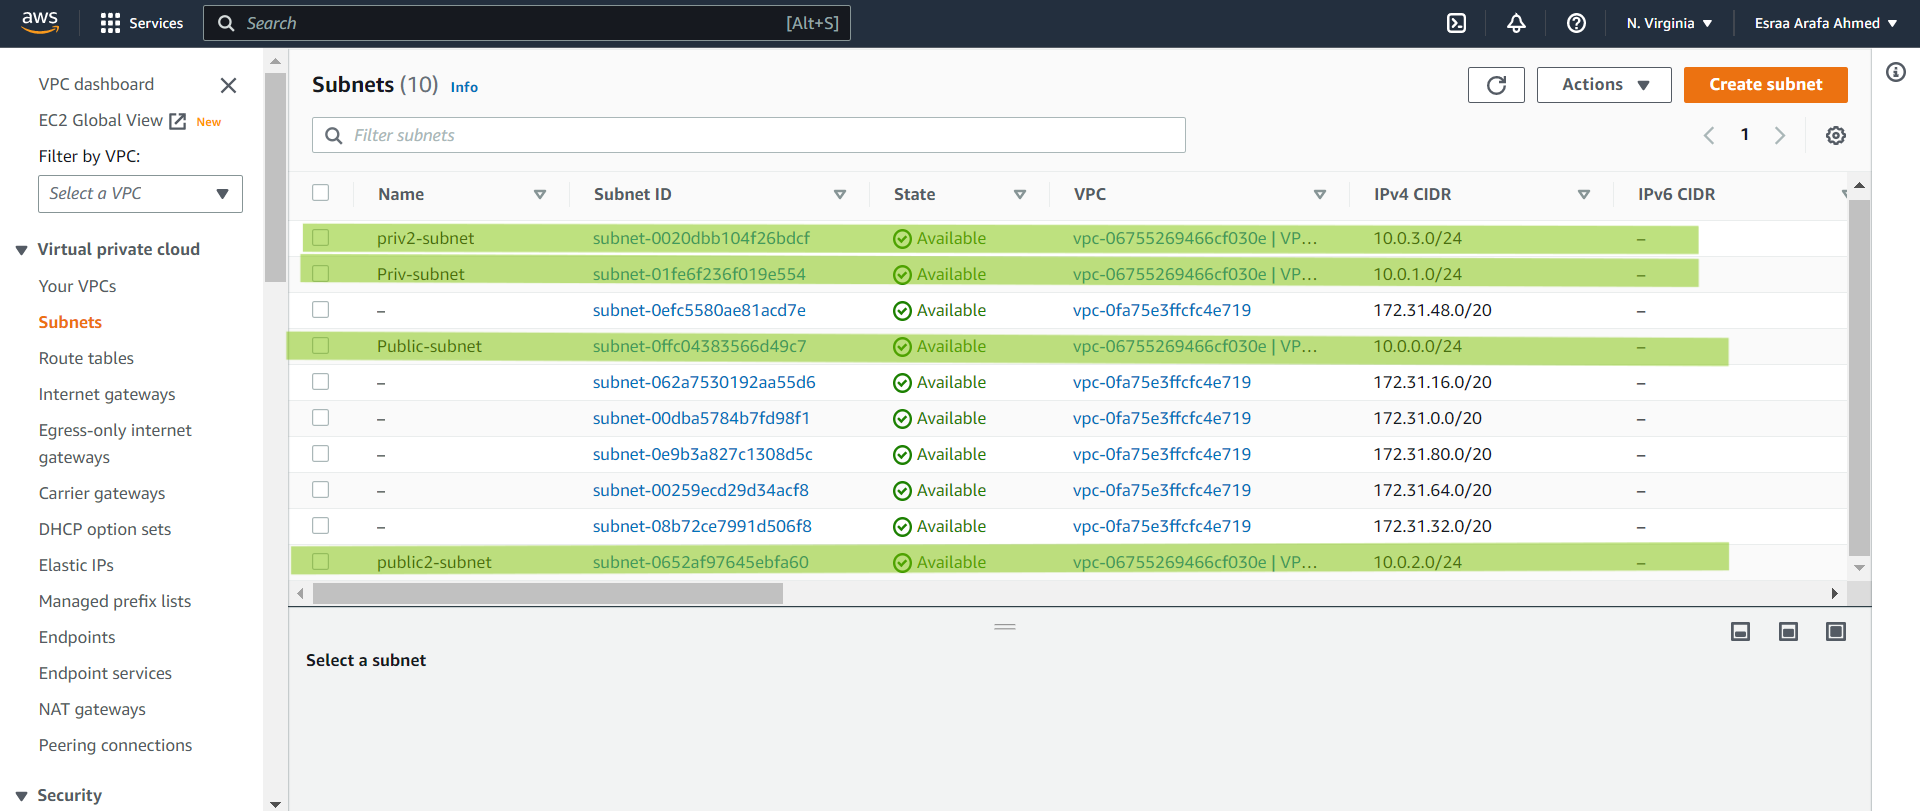 aws Services Search [Alt+S] N. Virginia Esraa Arafa Ahmed
VPC dashboard
EC2 Global View New
Filter by VPC:
Select a VPC
Virtual private cloud
Your VPCs
Subnets
Route tables
Internet gateways
Egress-only internet
gateways
Carrier gateways
DHCP option sets
Elastic IPs
Managed prefix lists
Endpoints
Endpoint services
NAT gateways
Peering connections
Security
Subnets (10) Info
Actions
Create subnet
Filter subnets
1
Name Subnet ID State VPC IPv4 CIDR IPv6 CIDR
priv2-subnet subnet-0020dbb104f26bdcf Available vpc-06755269466cf030e | VP... 10.0.3.0/24 –
Priv-subnet subnet-01fe6f236f019e554 Available vpc-06755269466cf030e | VP... 10.0.1.0/24 –
– subnet-0efc5580ae81acd7e Available vpc-0fa75e3ffcfc4e719 172.31.48.0/20 –
Public-subnet subnet-0ffc04383566d49c7 Available vpc-06755269466cf030e | VP... 10.0.0.0/24 –
– subnet-062a7530192aa55d6 Available vpc-0fa75e3ffcfc4e719 172.31.16.0/20 –
– subnet-00dba5784b7fd98f1 Available vpc-0fa75e3ffcfc4e719 172.31.0.0/20 –
– subnet-0e9b3a827c1308d5c Available vpc-0fa75e3ffcfc4e719 172.31.80.0/20 –
– subnet-00259ecd29d34acf8 Available vpc-0fa75e3ffcfc4e719 172.31.64.0/20 –
– subnet-08b72ce7991d506f8 Available vpc-0fa75e3ffcfc4e719 172.31.32.0/20 –
public2-subnet subnet-0652af97645ebfa60 Available vpc-06755269466cf030e | VP... 10.0.2.0/24 –
Select a subnet